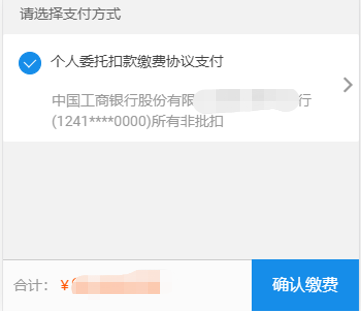 请选择支付方式
个人委托扣款缴费协议支付
中国工商银行股份有限 行
(1241****0000)所有非批扣
合计: ¥
确认缴费